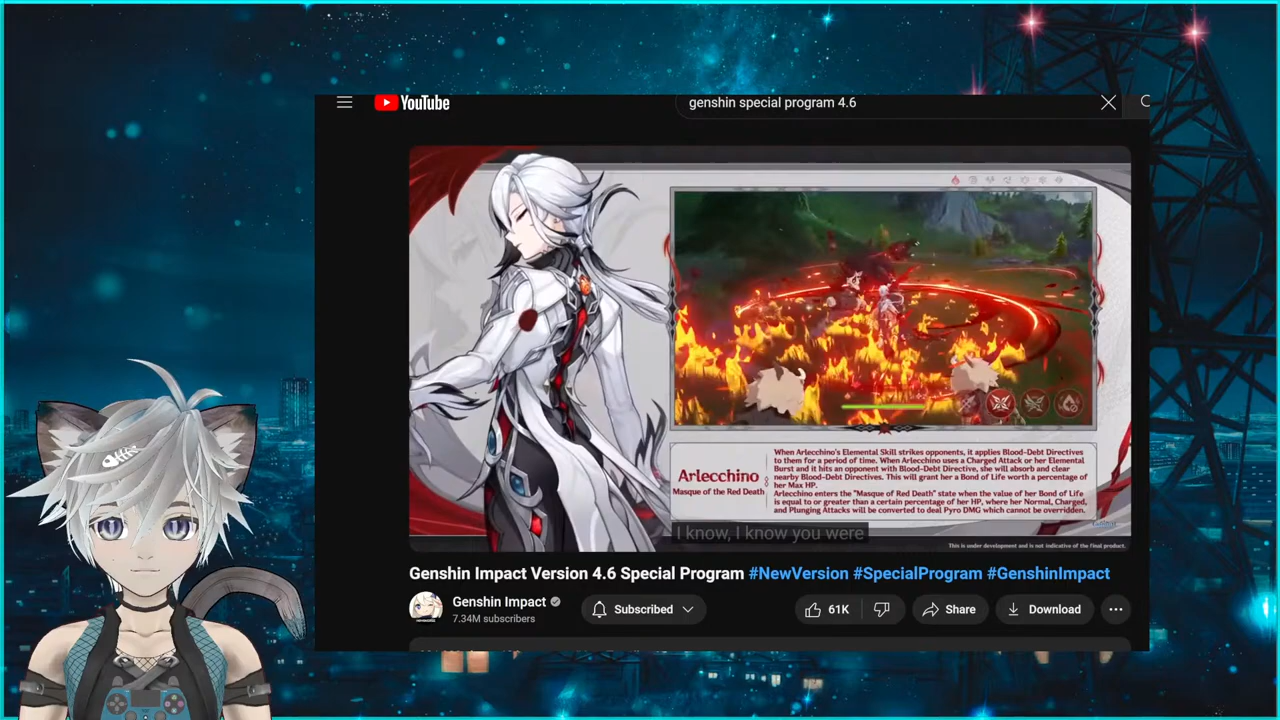 YouTube
genshin special program 4.6
When Arlecchino's Elemental Skill strikes opponents, it applies Blood-Debt Directives
to them for a period of time. When Arlecchino uses a Charged Attack or her Elemental
Burst and it hits an opponent with Blood-Debt Directive, she will absorb and clear
nearby Blood-Debt Directives. This will grant her a Bond of Life worth a percentage of
her Max HP.
Arlecchino enters the "Masque of Red Death" state when the value of her Bond of Life
is equal to or greater than a certain percentage of her HP, where her Normal, Charged,
and Plunging Attacks will be converted to deal Pyro DMG which cannot be overridden.
Arlecchino
Masque of the Red Death
I know, I know you were
This is under development and is not indicative of the final product.
Genshin Impact Version 4.6 Special Program #NewVersion #SpecialProgram #GenshinImpact
Genshin Impact
7.34M subscribers
Subscribed
61K
Share
Download